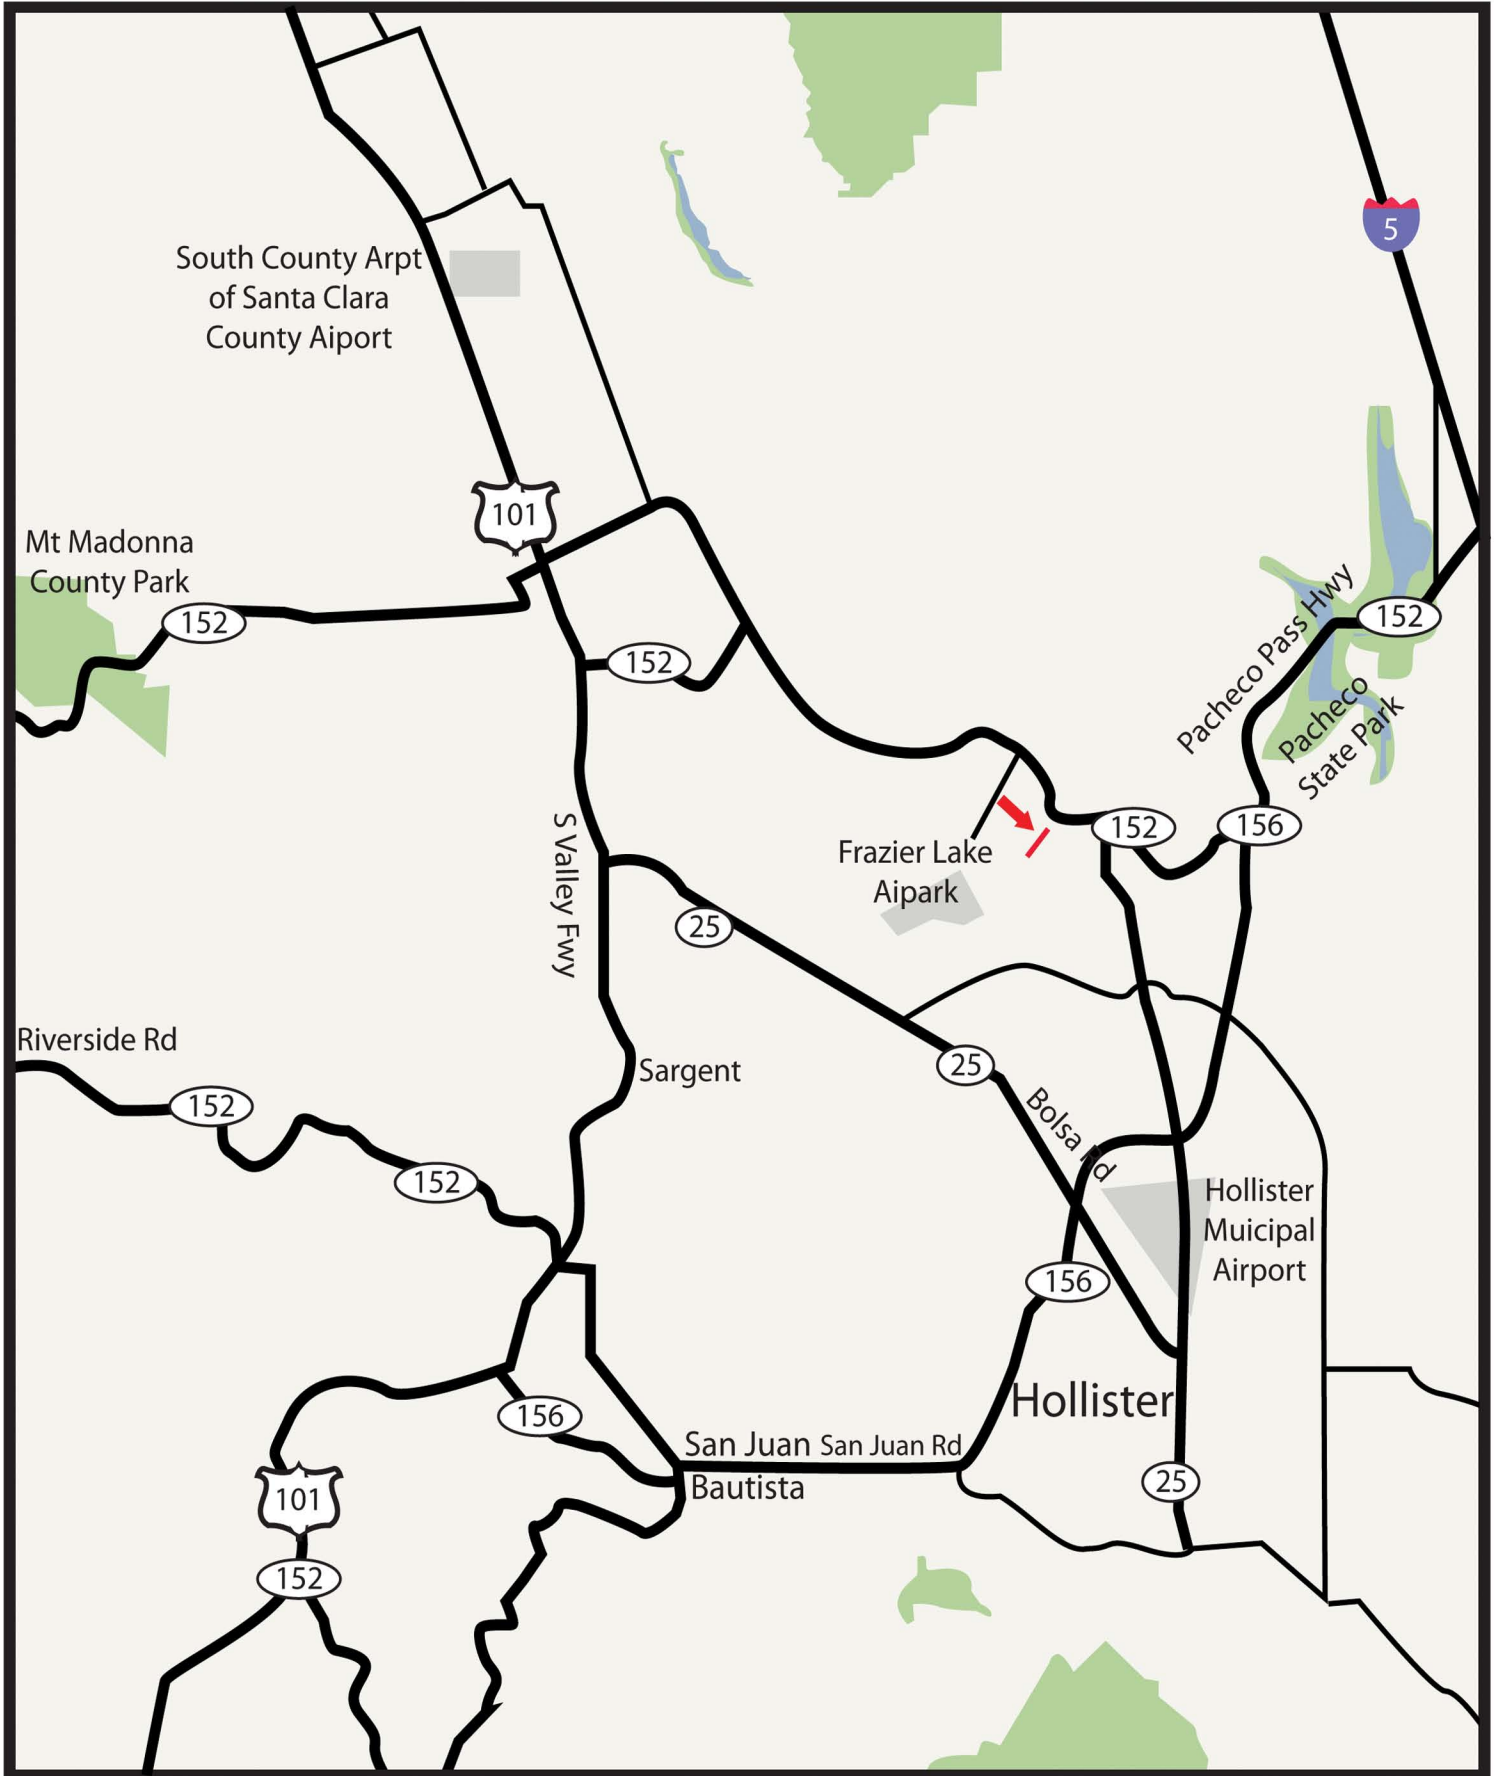 5
South County Arpt
of Santa Clara
County Aiport
101
Mt Madonna
County Park
152
152
152
Pacheco Pass Hwy
Pacheco
State Park
S Valley Fwy
Frazier Lake
Aipark
152
156
25
Riverside Rd
Sargent
25
Bolsa Rd
152
152
Hollister
Muicipal
Airport
156
156
Hollister
San Juan
San Juan Rd
Bautista
25
101
152